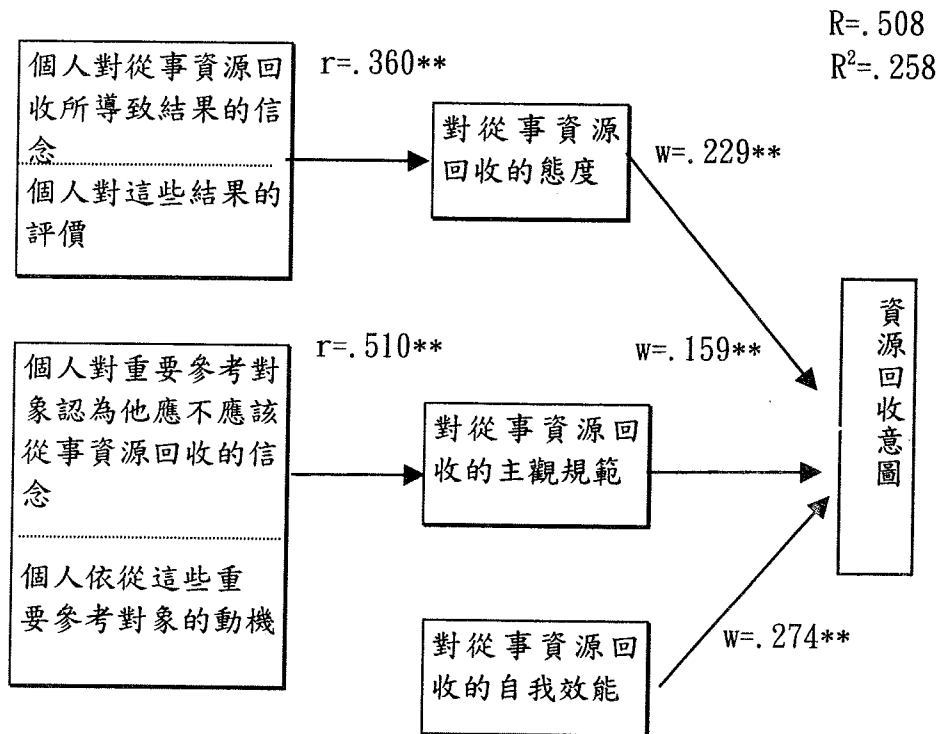 R=.508
R²=.258
個人對從事資源回
收所導致結果的信
念
個人對這些結果的
評價
r=.360**
對從事資源
回收的態度
w=.229**
個人對重要參考對
象認為他應不應該
從事資源回收的信
念
個人依從這些重
要參考對象的動機
r=.510**
對從事資源回
收的主觀規範
w=.159**
對從事資源回
收的自我效能
w=.274**
資源回收意圖